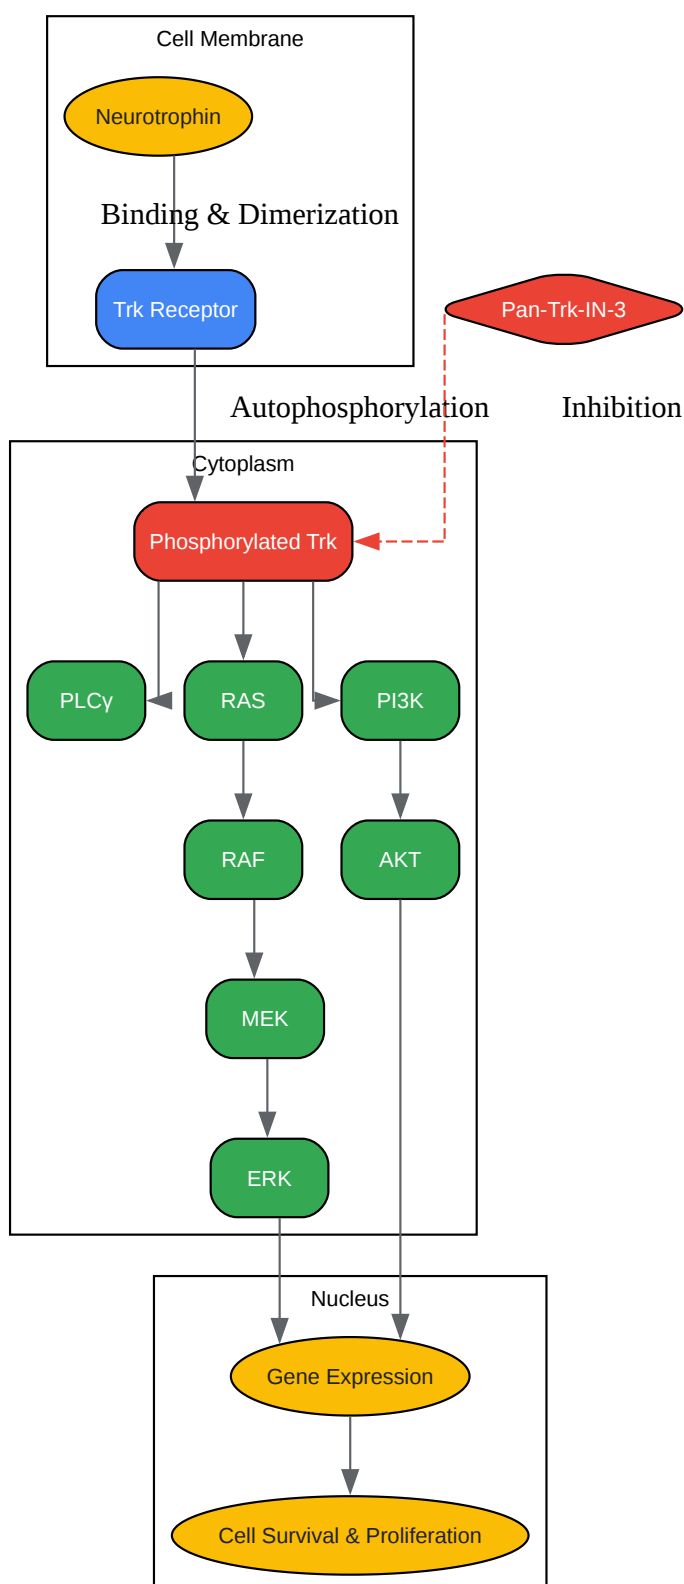 Cell Membrane
Neurotrophin
Binding & Dimerization
Trk Receptor
Pan-Trk-IN-3
Autophosphorylation
Inhibition
Cytoplasm
Phosphorylated Trk
PLCγ
RAS
PI3K
RAF
AKT
MEK
ERK
Nucleus
Gene Expression
Cell Survival & Proliferation